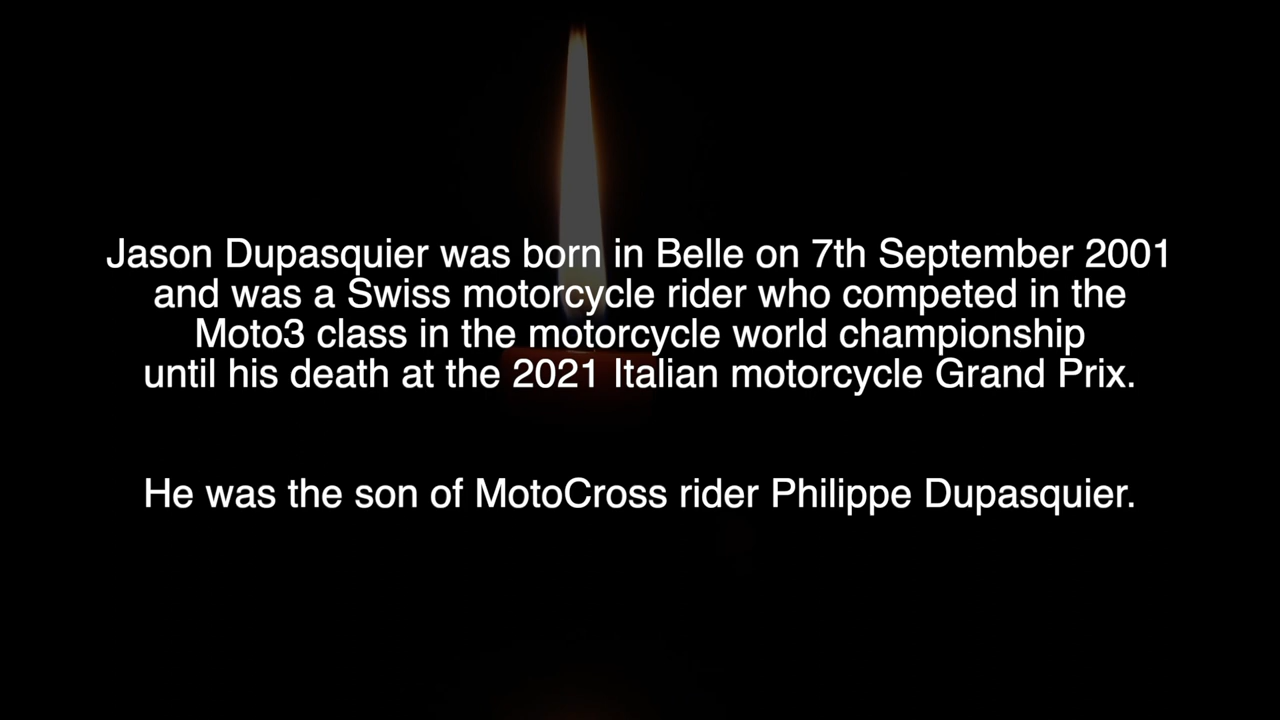 Jason Dupasquier was born in Belle on 7th September 2001
and was a Swiss motorcycle rider who competed in the
Moto3 class in the motorcycle world championship
until his death at the 2021 Italian motorcycle Grand Prix.
He was the son of MotoCross rider Philippe Dupasquier.